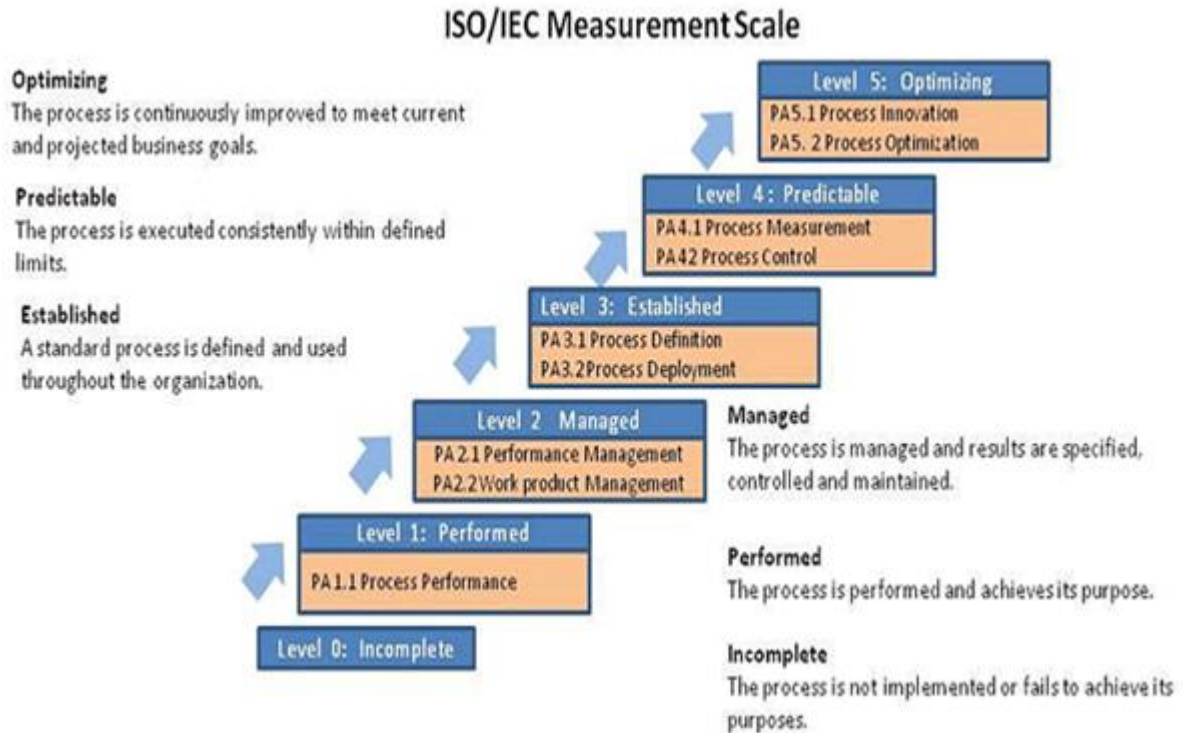 ISO/IEC Measurement Scale
Optimizing
The process is continuously improved to meet current
and projected business goals.
Predictable
The process is executed consistently within defined
limits.
Established
A standard process is defined and used
throughout the organization.
Level 5: Optimizing
PA5.1 Process Innovation
PA5. 2 Process Optimization
Level 4: Predictable
PA4.1 Process Measurement
PA42 Process Control
Level 3: Established
PA3.1 Process Definition
PA3.2Process Deployment
Level 2 Managed
PA2.1 Performance Management
PA2.2Work product Management
Level 1: Performed
PA1.1 Process Performance
Level 0: Incomplete
Managed
The process is managed and results are specified,
controlled and maintained.
Performed
The process is performed and achieves its purpose.
Incomplete
The process is not implemented or fails to achieve its
purposes.